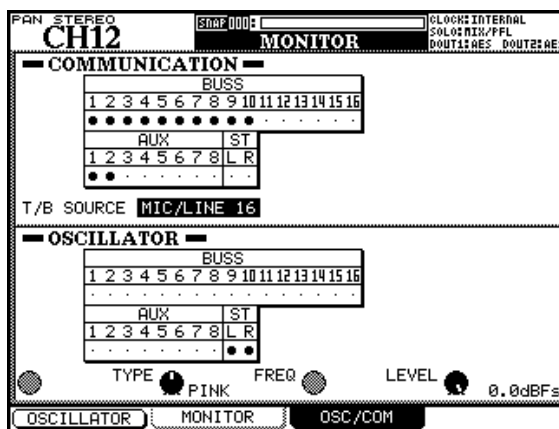 PAN STEREO
CH12
SNAP 000:
MONITOR
CLOCK:INTERNAL
SOLO:MIX/PFL
DOUT1:AES DOUT2:AE
COMMUNICATION
BUSS
1 2 3 4 5 6 7 8 9 10 11 12 13 14 15 16
AUX ST
1 2 3 4 5 6 7 8 L R
T/B SOURCE MIC/LINE 16
OSCILLATOR
BUSS
1 2 3 4 5 6 7 8 9 10 11 12 13 14 15 16
AUX ST
1 2 3 4 5 6 7 8 L R
TYPE PINK FREQ LEVEL 0.0dBFs
OSCILLATOR MONITOR OSC/COM